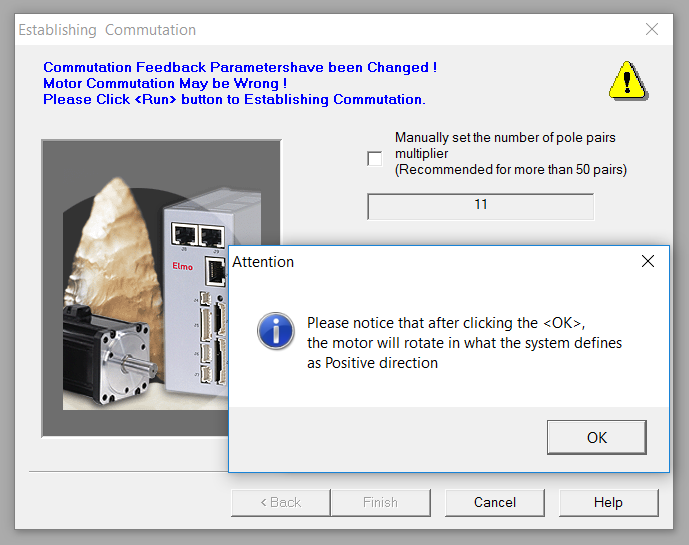 Establishing Commutation
Commutation Feedback Parametershave been Changed !
Motor Commutation May be Wrong !
Please Click <Run> button to Establishing Commutation.
Manually set the number of pole pairs
multiplier
(Recommended for more than 50 pairs)
11
Elmo
Attention
Please notice that after clicking the <OK>,
the motor will rotate in what the system defines
as Positive direction
OK
< Back
Finish
Cancel
Help